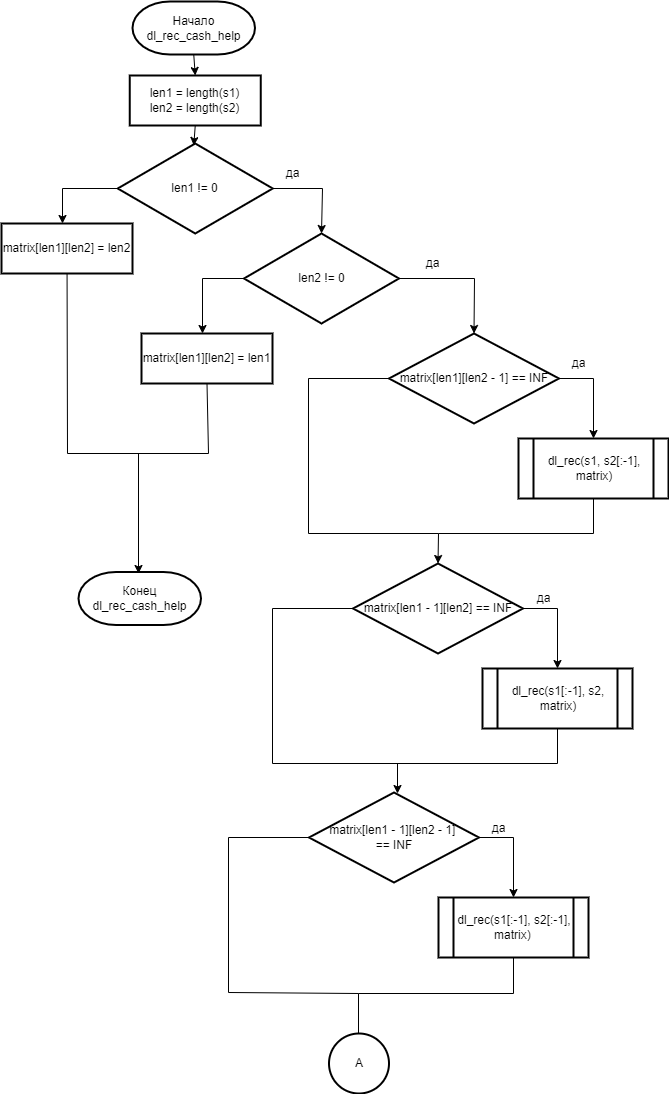 Начало
dl_rec_cash_help
len1 = length(s1)
len2 = length(s2)
len1 != 0
да
matrix[len1][len2] = len2
len2 != 0
да
matrix[len1][len2] = len1
matrix[len1][len2 - 1] == INF
да
dl_rec(s1, s2[:-1],
matrix)
Конец
dl_rec_cash_help
matrix[len1 - 1][len2] == INF
да
dl_rec(s1[:-1], s2,
matrix)
matrix[len1 - 1][len2 - 1]
== INF
да
dl_rec(s1[:-1], s2[:-1],
matrix)
A